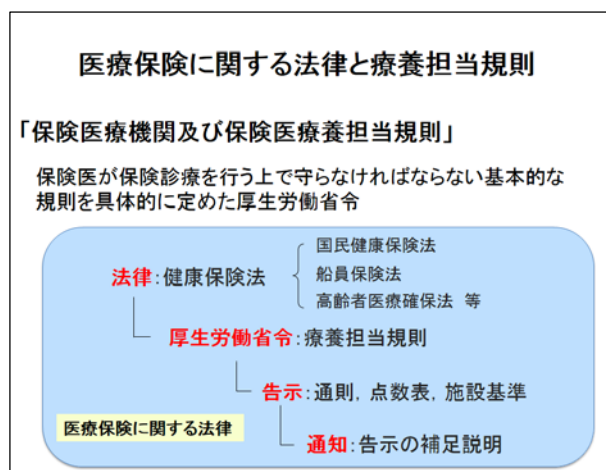 医療保険に関する法律と療養担当規則
「保険医療機関及び保険医療養担当規則」
保険医が保険診療を行う上で守らなければならない基本的な
規則を具体的に定めた厚生労働省令
法律：健康保険法
国民健康保険法
船員保険法
高齢者医療確保法 等
厚生労働省令：療養担当規則
告示：通則，点数表，施設基準
通知：告示の補足説明
医療保険に関する法律